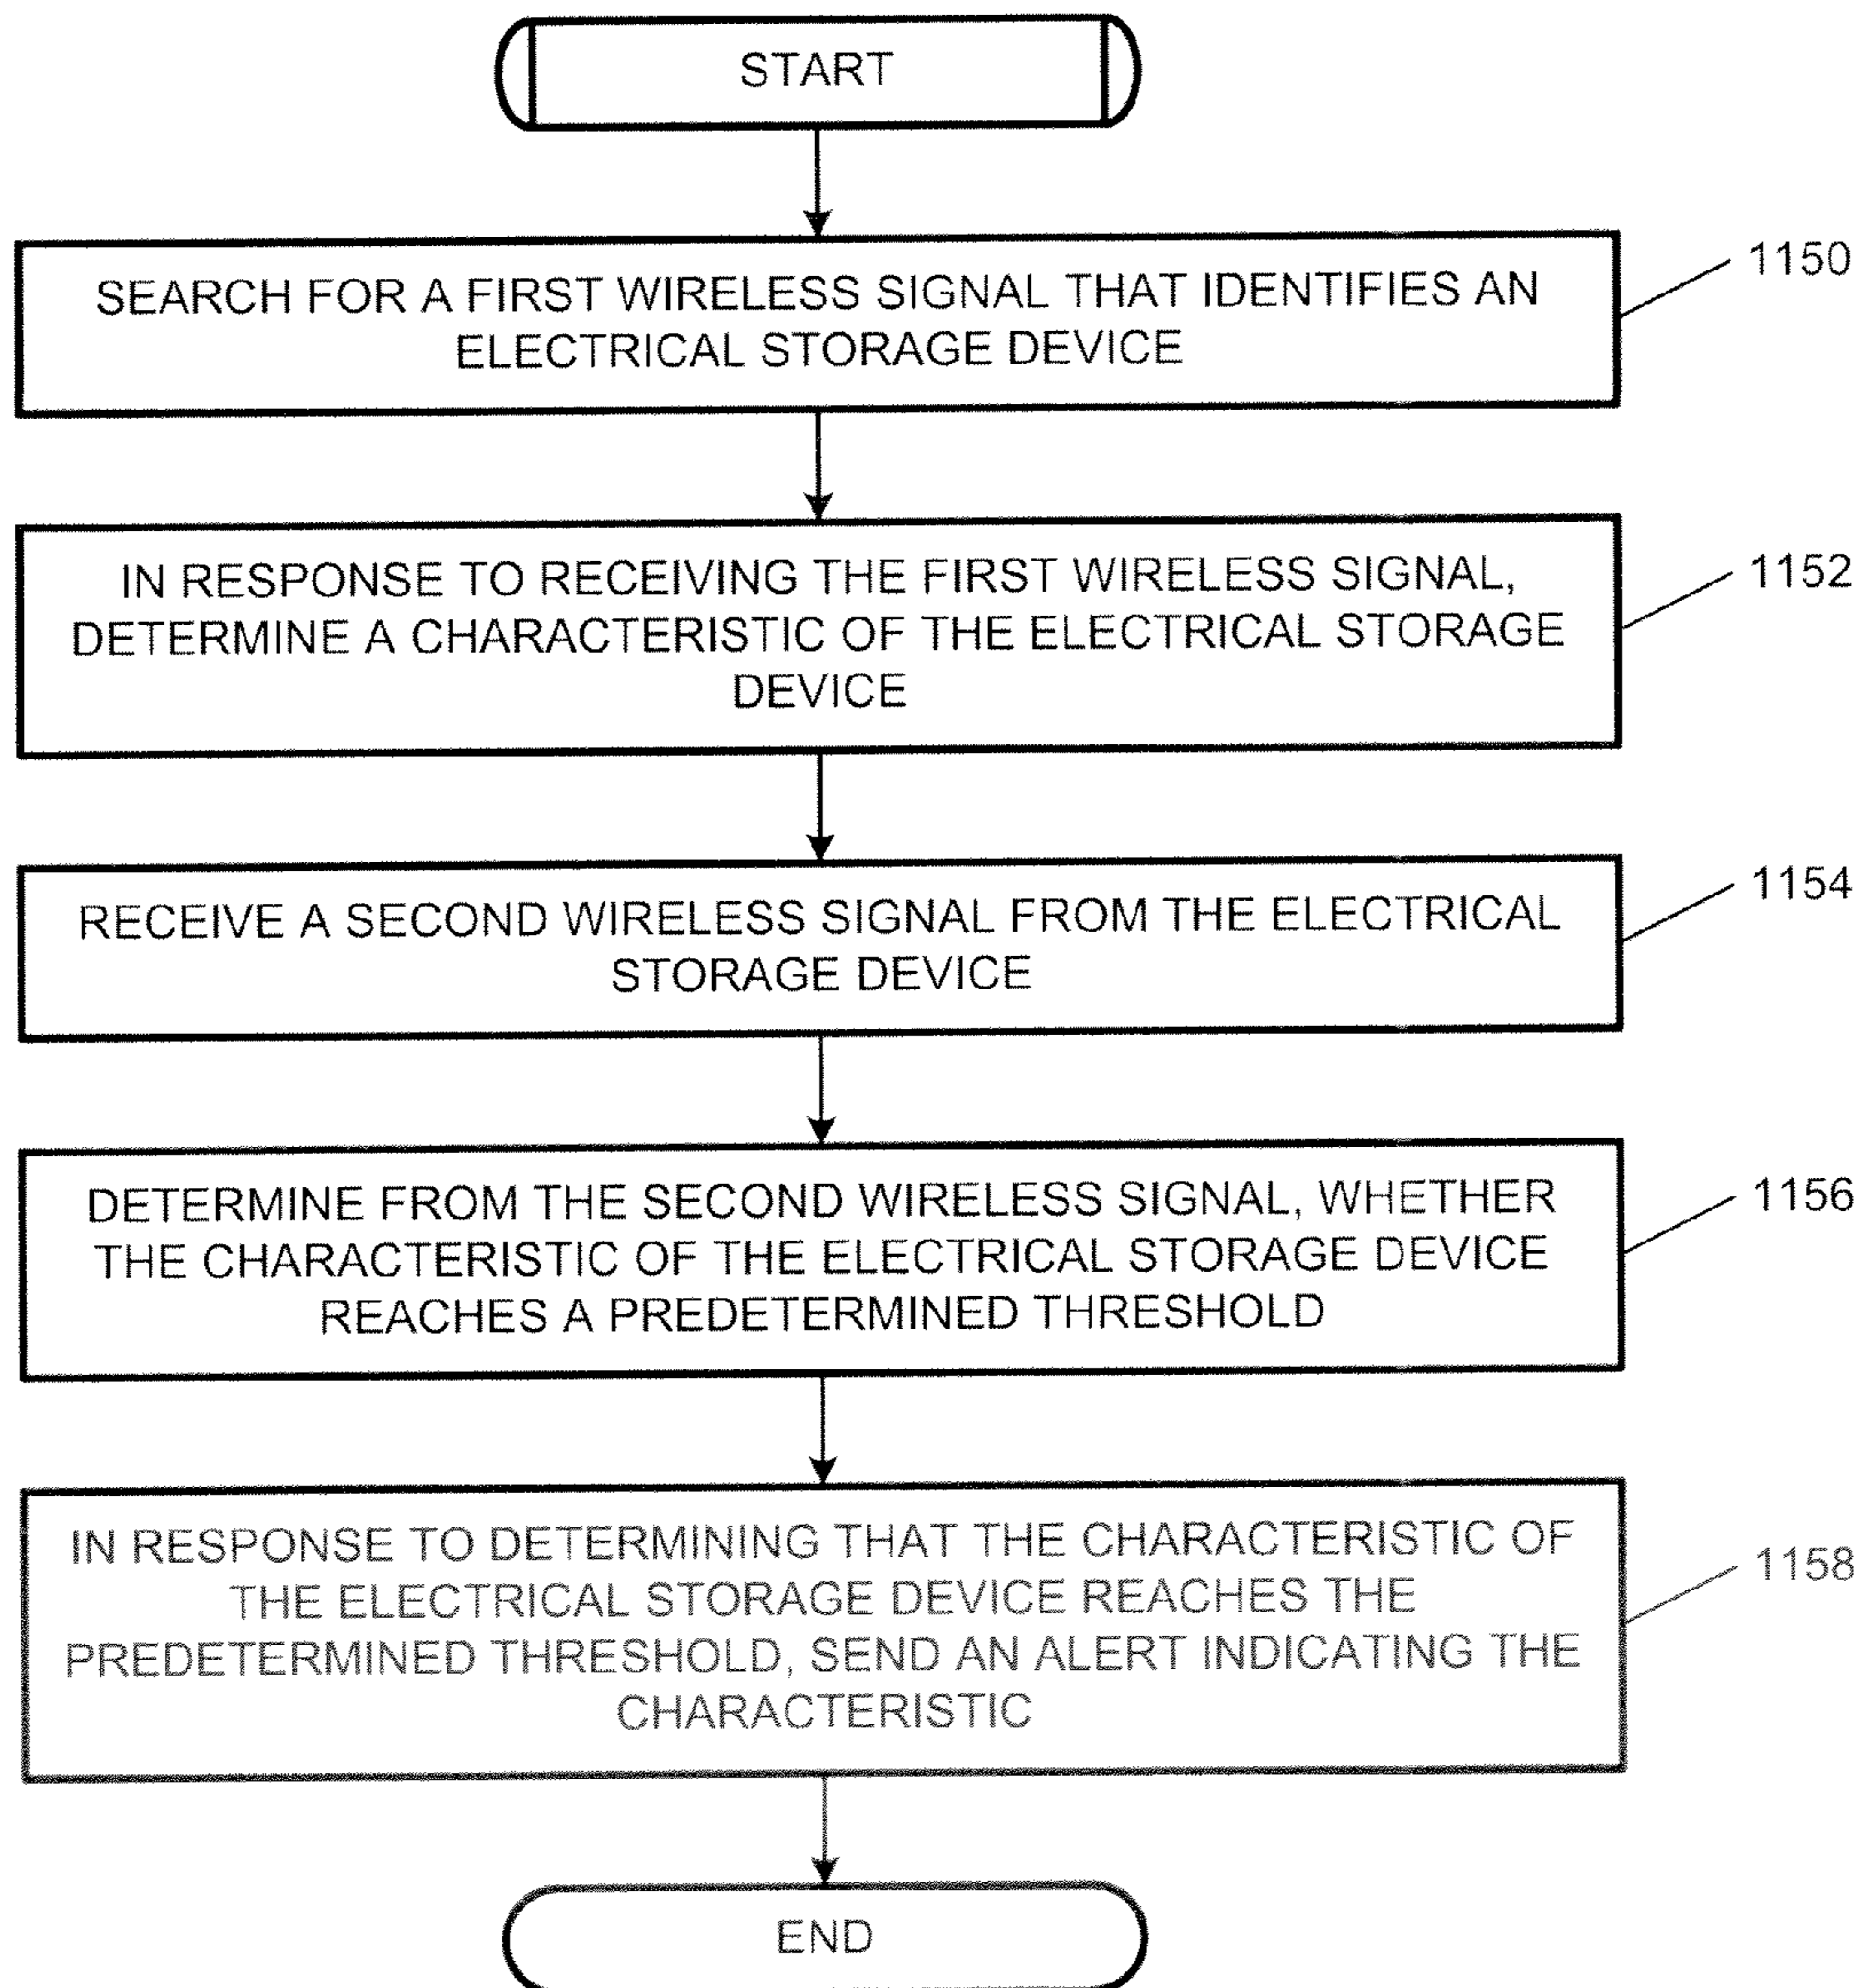 START
SEARCH FOR A FIRST WIRELESS SIGNAL THAT IDENTIFIES AN
ELECTRICAL STORAGE DEVICE
1150
IN RESPONSE TO RECEIVING THE FIRST WIRELESS SIGNAL,
DETERMINE A CHARACTERISTIC OF THE ELECTRICAL STORAGE
DEVICE
1152
RECEIVE A SECOND WIRELESS SIGNAL FROM THE ELECTRICAL
STORAGE DEVICE
1154
DETERMINE FROM THE SECOND WIRELESS SIGNAL, WHETHER
THE CHARACTERISTIC OF THE ELECTRICAL STORAGE DEVICE
REACHES A PREDETERMINED THRESHOLD
1156
IN RESPONSE TO DETERMINING THAT THE CHARACTERISTIC OF
THE ELECTRICAL STORAGE DEVICE REACHES THE
PREDETERMINED THRESHOLD, SEND AN ALERT INDICATING THE
CHARACTERISTIC
1158
END